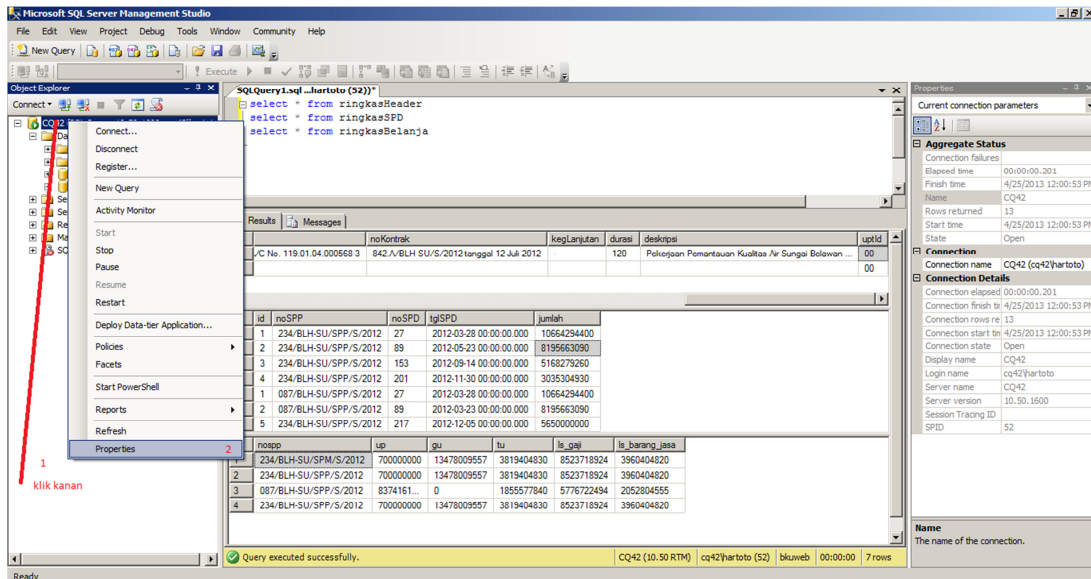 Microsoft SQL Server Management Studio
File Edit View Project Debug Tools Window Community Help
New Query
Execute
Object Explorer
Connect
CQ42
Connect...
Disconnect
Register...
New Query
Activity Monitor
Start
Stop
Pause
Resume
Restart
Deploy Data-tier Application...
Policies
Facets
Start PowerShell
Reports
Refresh
Properties 2
1
klik kanan
SQLQuery1.sql ...hartoto (52))*
select * from ringkasHeader
select * from ringkasSPD
select * from ringkasBelanja
Results Messages
noKontrak kegLanjutan durasi deskripsi uptId
/C No. 119.01.04.000568 3 842./V/BLH SU/S/2012 tanggal 12 Juli 2012 120 Pekerjaan Pemantauan Kualitas Air Sungai Belawan ... 00
00
id noSPP noSPD tglSPD jumlah
1 234/BLH-SU/SPP/S/2012 27 2012-03-28 00:00:00.000 10664294400
2 234/BLH-SU/SPP/S/2012 89 2012-05-23 00:00:00.000 8195663090
3 234/BLH-SU/SPP/S/2012 153 2012-09-14 00:00:00.000 5168279260
4 234/BLH-SU/SPP/S/2012 201 2012-11-30 00:00:00.000 3035304930
1 087/BLH-SU/SPP/S/2012 27 2012-03-28 00:00:00.000 10664294400
2 087/BLH-SU/SPP/S/2012 89 2012-03-23 00:00:00.000 8195663090
5 087/BLH-SU/SPP/S/2012 217 2012-12-05 00:00:00.000 5650000000
nospp up gu tu ls_gaji ls_barang_jasa
1 234/BLH-SU/SPM/S/2012 700000000 13478009557 3819404830 8523718924 3960404820
2 234/BLH-SU/SPP/S/2012 700000000 13478009557 3819404830 8523718924 3960404820
3 087/BLH-SU/SPP/S/2012 8374161... 0 1855577840 5776722494 2052804555
4 234/BLH-SU/SPP/S/2012 700000000 13478009557 3819404830 8523718924 3960404820
Query executed successfully. CQ42 (10.50 RTM) cq42\hartoto (52) bkuweb 00:00:00 7 rows
Properties
Current connection parameters
Aggregate Status
Connection failures
Elapsed time 00:00:00.201
Finish time 4/25/2013 12:00:53 PM
Name CQ42
Rows returned 13
Start time 4/25/2013 12:00:53 PM
State Open
Connection
Connection name CQ42 (cq42\hartoto)
Connection Details
Connection elapsed 00:00:00.201
Connection finish tir 4/25/2013 12:00:53 PM
Connection rows re 13
Connection start tin 4/25/2013 12:00:53 PM
Connection state Open
Display name CQ42
Login name cq42\hartoto
Server name CQ42
Server version 10.50.1600
Session Tracing ID
SPID 52
Name
The name of the connection.
Ready